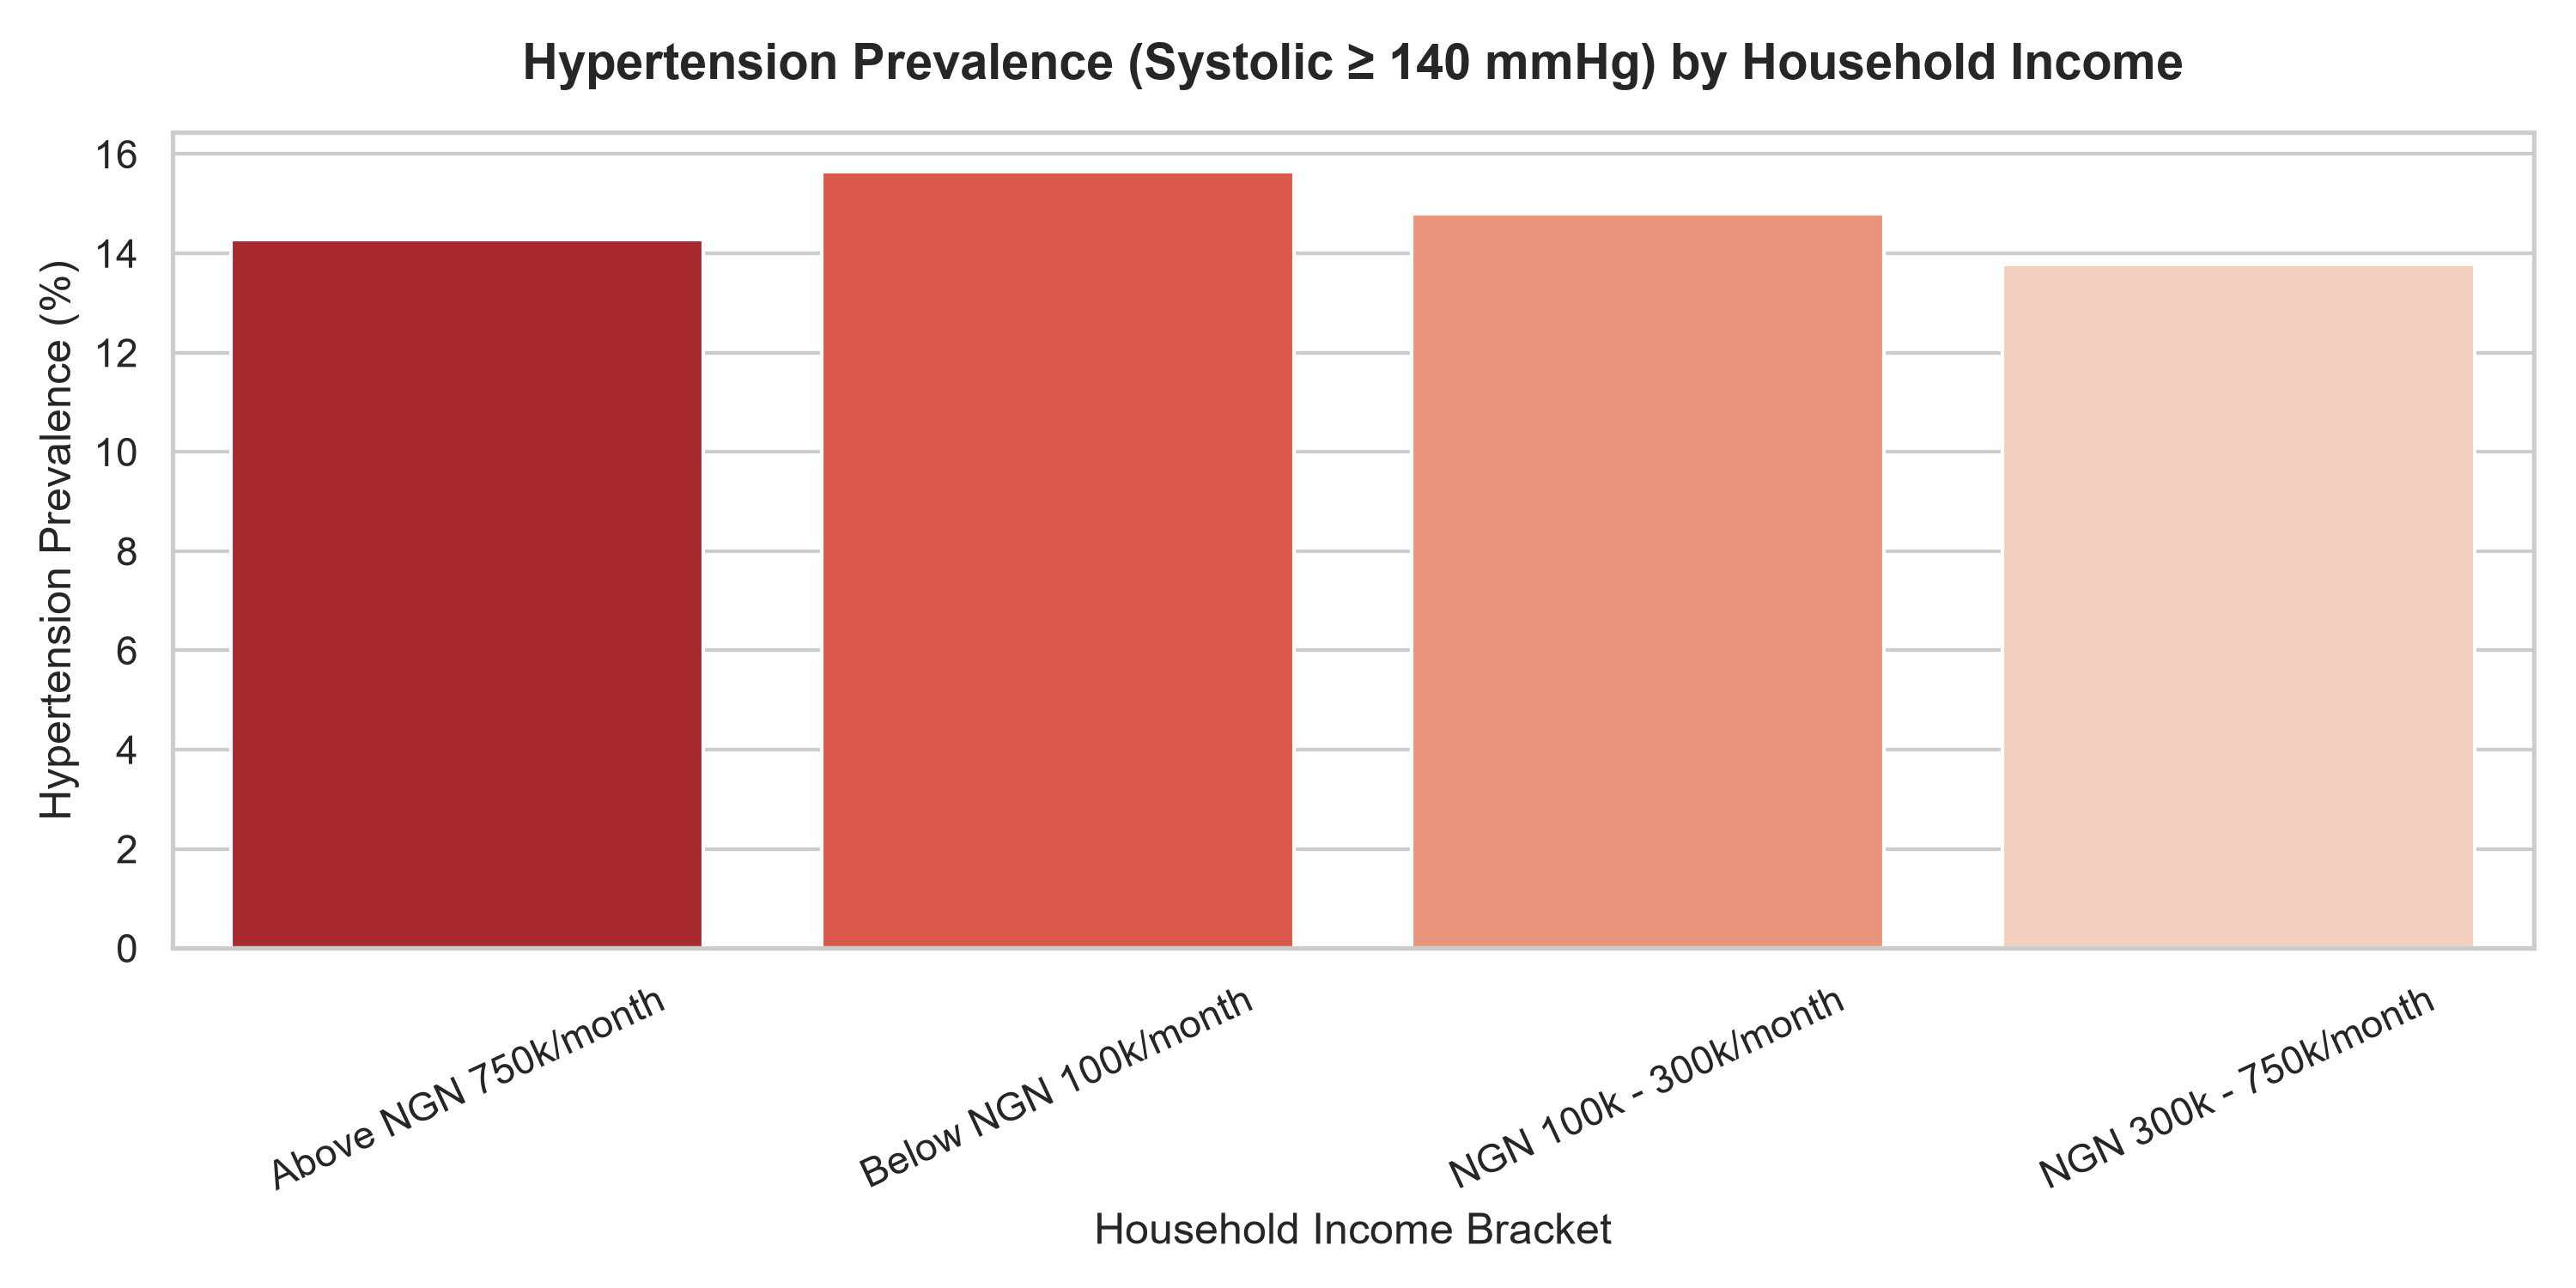 Hypertension Prevalence (Systolic ≥ 140 mmHg) by Household Income
Hypertension Prevalence (%)
16
14
12
10
8
6
4
2
0
Above NGN 750k/month
Below NGN 100k/month
NGN 100k - 300k/month
NGN 300k - 750k/month
Household Income Bracket